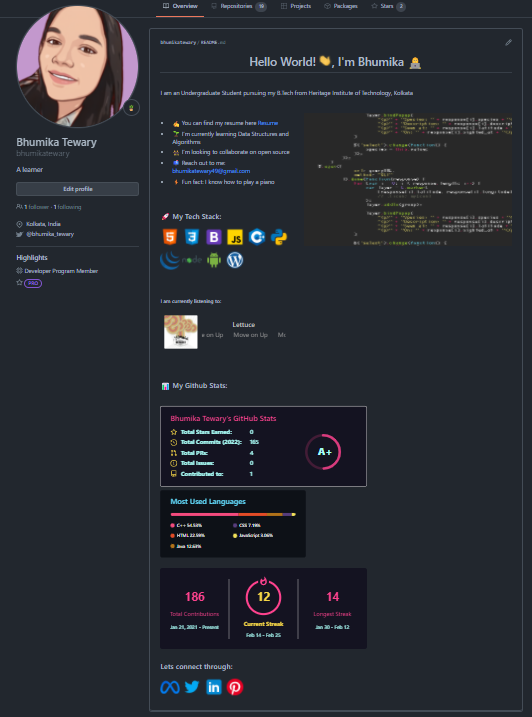 Overview
Repositories 19
Projects
Packages
Stars 2
bhumikatewary / README.md
Hello World! 👋, I'm Bhumika
I am an Undergraduate Student pursuing my B.Tech from Heritage Institute of Technology, Kolkata
You can find my resume here Resume
I'm currently learning Data Structures and
Algorithms
I'm looking to collaborate on open source
Reach out to me:
bhumikatewary49@gmail.com
Fun fact: I know how to play a piano
Bhumika Tewary
bhumikatewary
A learner
Edit profile
1 follower · 1 following
Kolkata, India
@bhumika_tewary
Highlights
Developer Program Member
PRO
My Tech Stack:
JS
node
I am currently listening to:
Lettuce
e on Up Move on Up
My Github Stats:
Bhumika Tewary's GitHub Stats
Total Stars Earned: 0
Total Commits (2022): 185
Total PRs: 4
Total Issues: 0
Contributed to: 1
A+
Most Used Languages
C++ 54.53%
CSS 7.19%
HTML 22.59%
JavaScript 3.06%
Java 12.63%
186
Total Contributions
Jan 21, 2021 - Present
12
Current Streak
Feb 14 - Feb 25
14
Longest Streak
Jan 30 - Feb 12
Lets connect through: